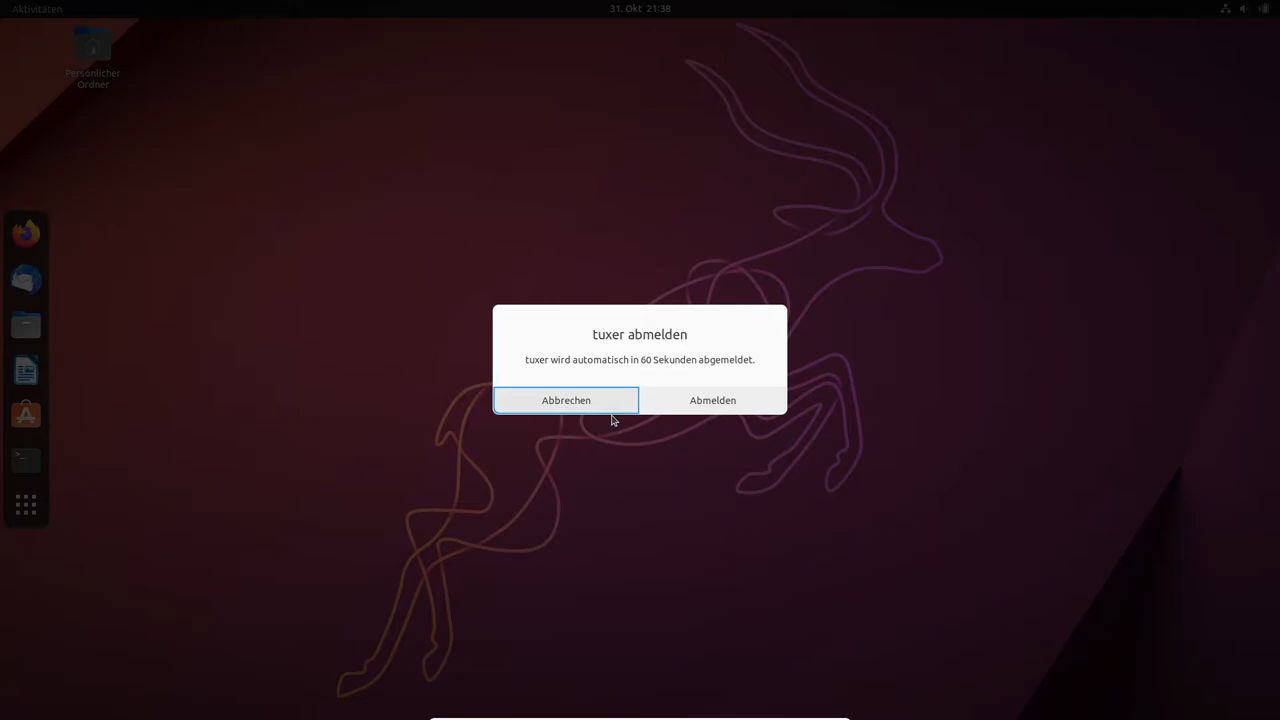 Aktivitäten
31. Okt 21:38
Persönlicher
Ordner
tuxer abmelden
tuxer wird automatisch in 60 Sekunden abgemeldet.
Abbrechen
Abmelden